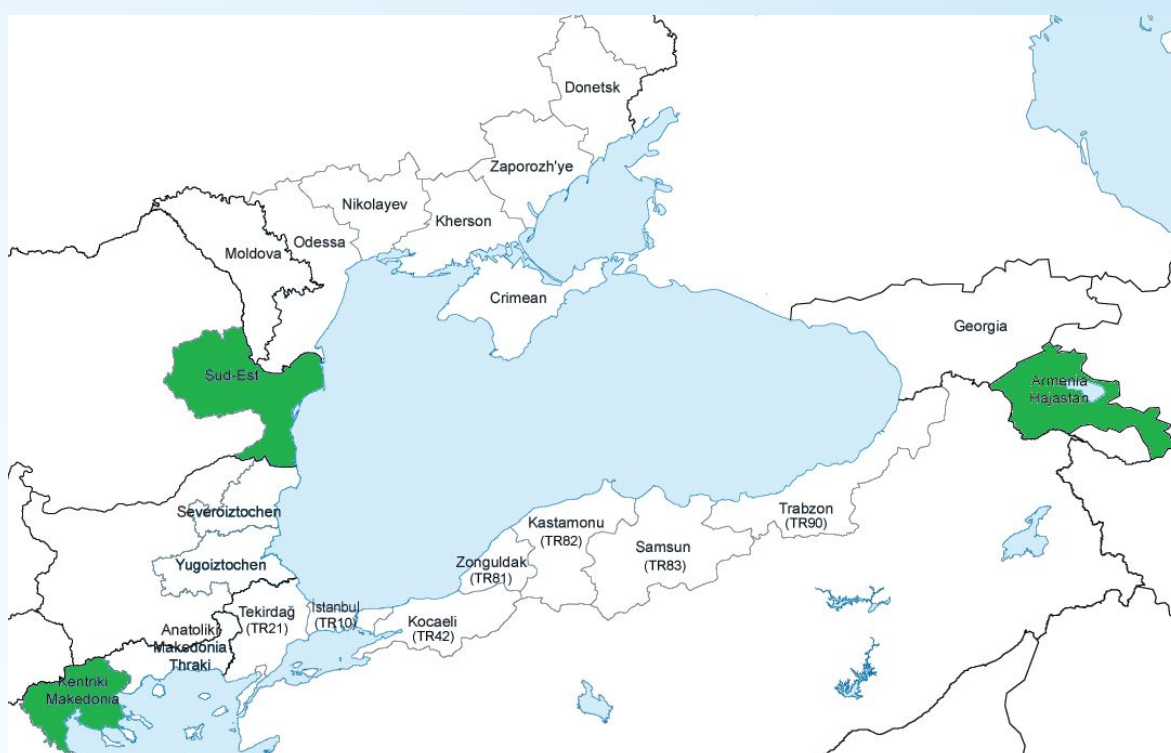 Donetsk
Zaporozh'ye
Nikolayev
Kherson
Odessa
Moldova
Crimean
Georgia
Sud-Est
Armenia
Hajastan
Severoiztochen
Kastamonu
(TR82)
Trabzon
(TR90)
Samsun
(TR83)
Zonguldak
(TR81)
Yugoiztochen
Tekirdağ
(TR21)
Istanbul
(TR10)
Kocaeli
(TR42)
Anatoliki
Makedonia
Thraki
Kentriki
Makedonia